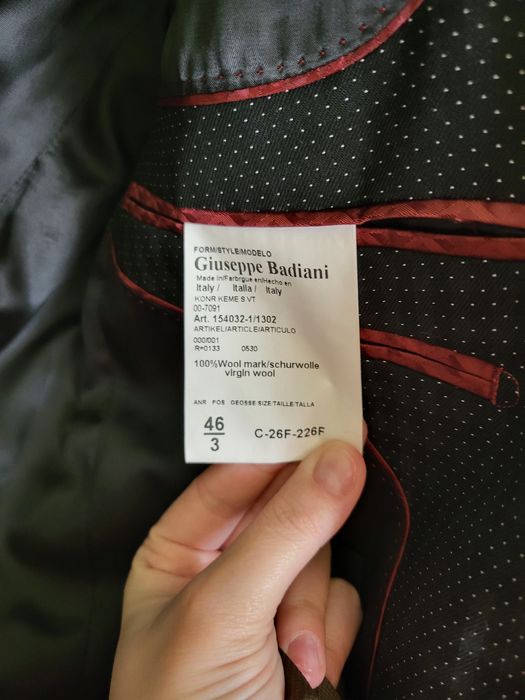 FORM/STYLE/MODELO
Giuseppe Badiani
Made in/Farbrgue en/Hecho en
Italy / Italia / Italy
KONR KEME S VT
00-7091
Art. 154032-1/1302
ARTIKEL/ARTICLE/ARTICULO
000/001
R=0133 0530
100%Wool mark/schurwolle
virgin wool
ANR POS GEOSSE SIZE TAILLE/TALLA
46
3
C-26F-226F